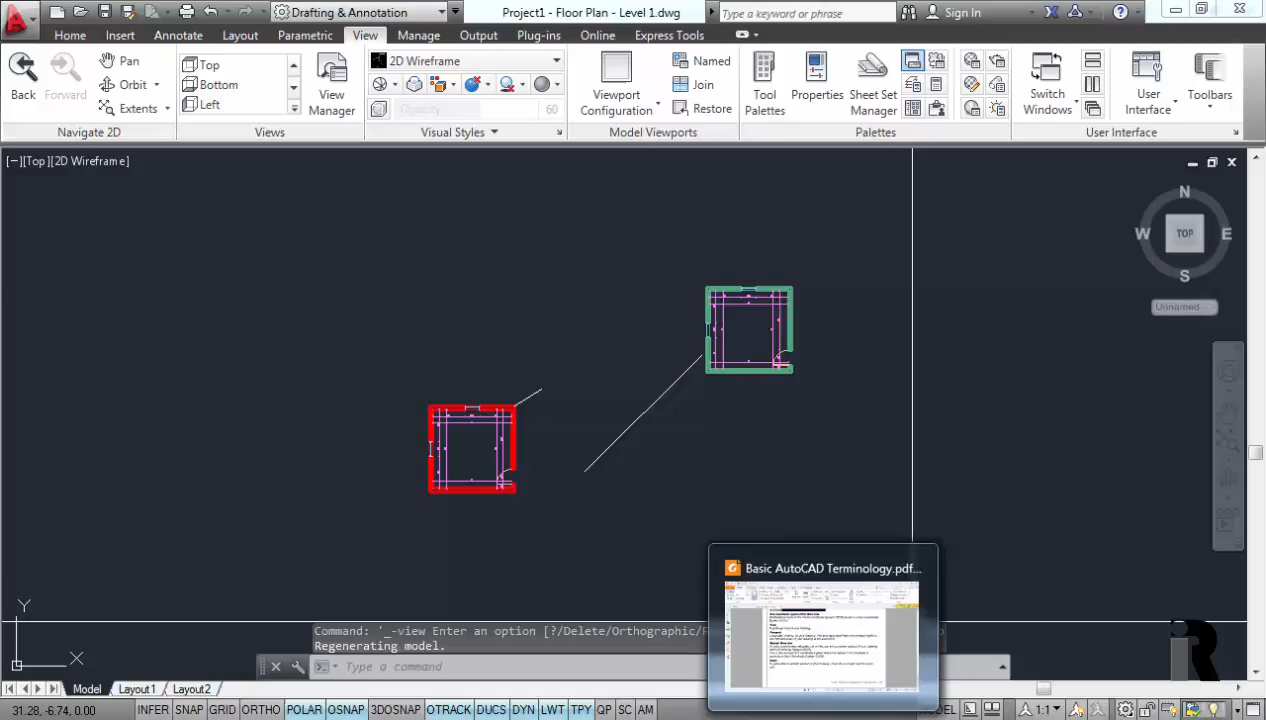 Drafting & Annotation
Project1 - Floor Plan - Level 1.dwg
Type a keyword or phrase
Sign In
Home Insert Annotate Layout Parametric View Manage Output Plug-ins Online Express Tools
Back
Forward
Pan
Orbit
Extents
Navigate 2D
Top
Bottom
Left
View
Manager
Views
2D Wireframe
Opacity 60
Visual Styles
Viewport
Configuration
Named
Join
Restore
Model Viewports
Tool
Palettes
Properties
Sheet Set
Manager
Palettes
Switch
Windows
User
Interface
Toolbars
User Interface
[−][Top][2D Wireframe]
N
W TOP E
S
Unnamed
Basic AutoCAD Terminology.pdf...
Y
Command: '_-view Enter an option [?/Delete/Orthographic/
Regenerating model.
Type a command
Model Layout1 Layout2
31.28, -6.74, 0.00 INFER SNAP GRID ORTHO POLAR OSNAP 3DOSNAP OTRACK DUCS DYN LWT TPY QP SC AM MODEL 1:1